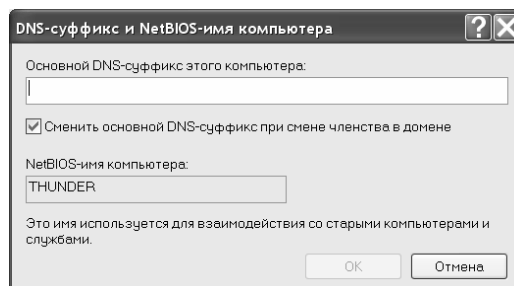 DNS-суффикс и NetBIOS-имя компьютера
Основной DNS-суффикс этого компьютера:
Сменить основной DNS-суффикс при смене членства в домене
NetBIOS-имя компьютера:
THUNDER
Это имя используется для взаимодействия со старыми компьютерами и
службами.
OK
Отмена